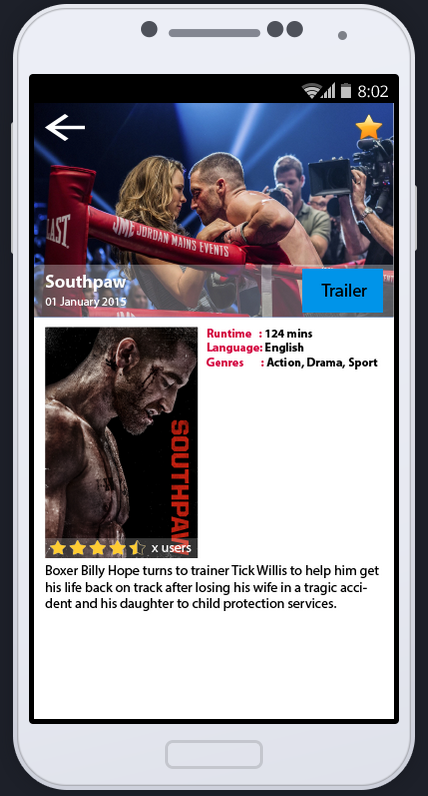 8:02
LAST.
JORDAN MAINS EVENTS
Southpaw
01 January 2015
Trailer
Runtime : 124 mins
Language: English
Genres : Action, Drama, Sport
SOUTHPAW
x users
Boxer Billy Hope turns to trainer Tick Willis to help him get
his life back on track after losing his wife in a tragic acci-
dent and his daughter to child protection services.